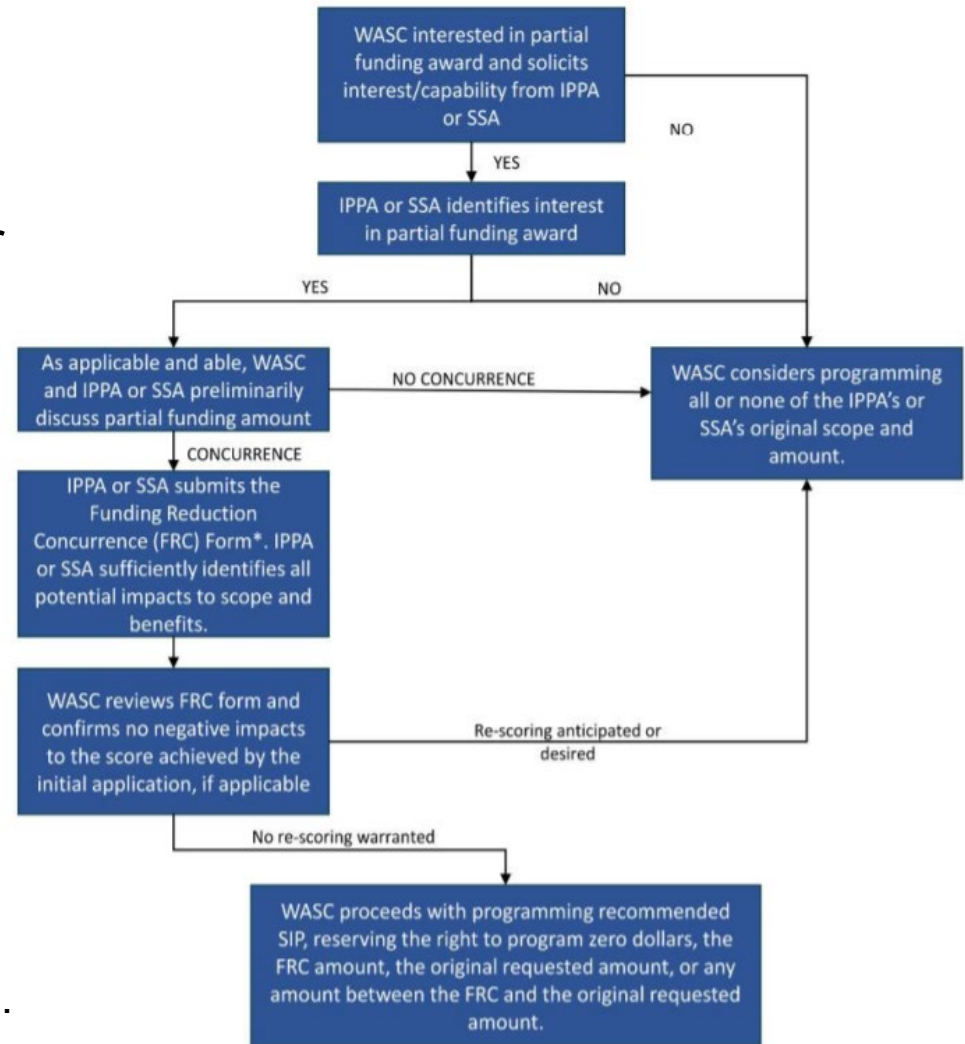 WASC interested in partial
funding award and solicits
interest/capability from IPPA
or SSA
NO
YES
IPPA or SSA identifies interest
in partial funding award
YES
NO
As applicable and able, WASC
and IPPA or SSA preliminarily
discuss partial funding amount
NO CONCURRENCE
WASC considers programming
all or none of the IPPA's or
SSA's original scope and
amount.
CONCURRENCE
IPPA or SSA submits the
Funding Reduction
Concurrence (FRC) Form*. IPPA
or SSA sufficiently identifies all
potential impacts to scope and
benefits.
WASC reviews FRC form and
confirms no negative impacts
to the score achieved by the
initial application, if applicable
Re-scoring anticipated or
desired
No re-scoring warranted
WASC proceeds with programming recommended
SIP, reserving the right to program zero dollars, the
FRC amount, the original requested amount, or any
amount between the FRC and the original requested
amount.